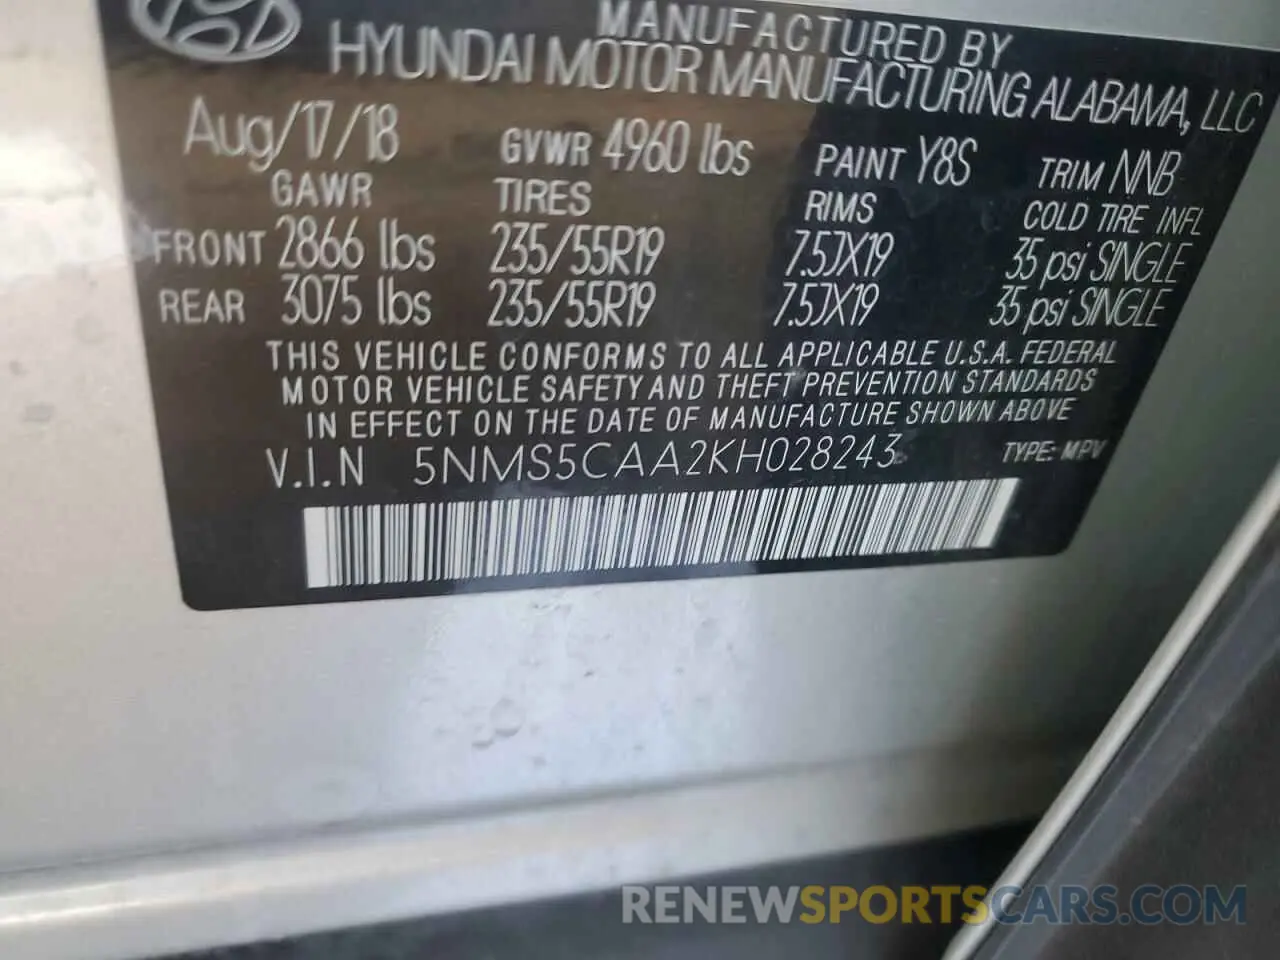 MANUFACTURED BY
HYUNDAI MOTOR MANUFACTURING ALABAMA, LLC
Aug/17/18 GVWR 4960 lbs PAINT Y8S TRIM NNB
GAWR TIRES RIMS COLD TIRE INFL
FRONT 2866 lbs 235/55R19 7.5JX19 35 psi SINGLE
REAR 3075 lbs 235/55R19 7.5JX19 35 psi SINGLE
THIS VEHICLE CONFORMS TO ALL APPLICABLE U.S.A. FEDERAL
MOTOR VEHICLE SAFETY AND THEFT PREVENTION STANDARDS
IN EFFECT ON THE DATE OF MANUFACTURE SHOWN ABOVE
V.I.N 5NMS5CAA2KH028243 TYPE: MPV
RENEWSPORTSCARS.COM